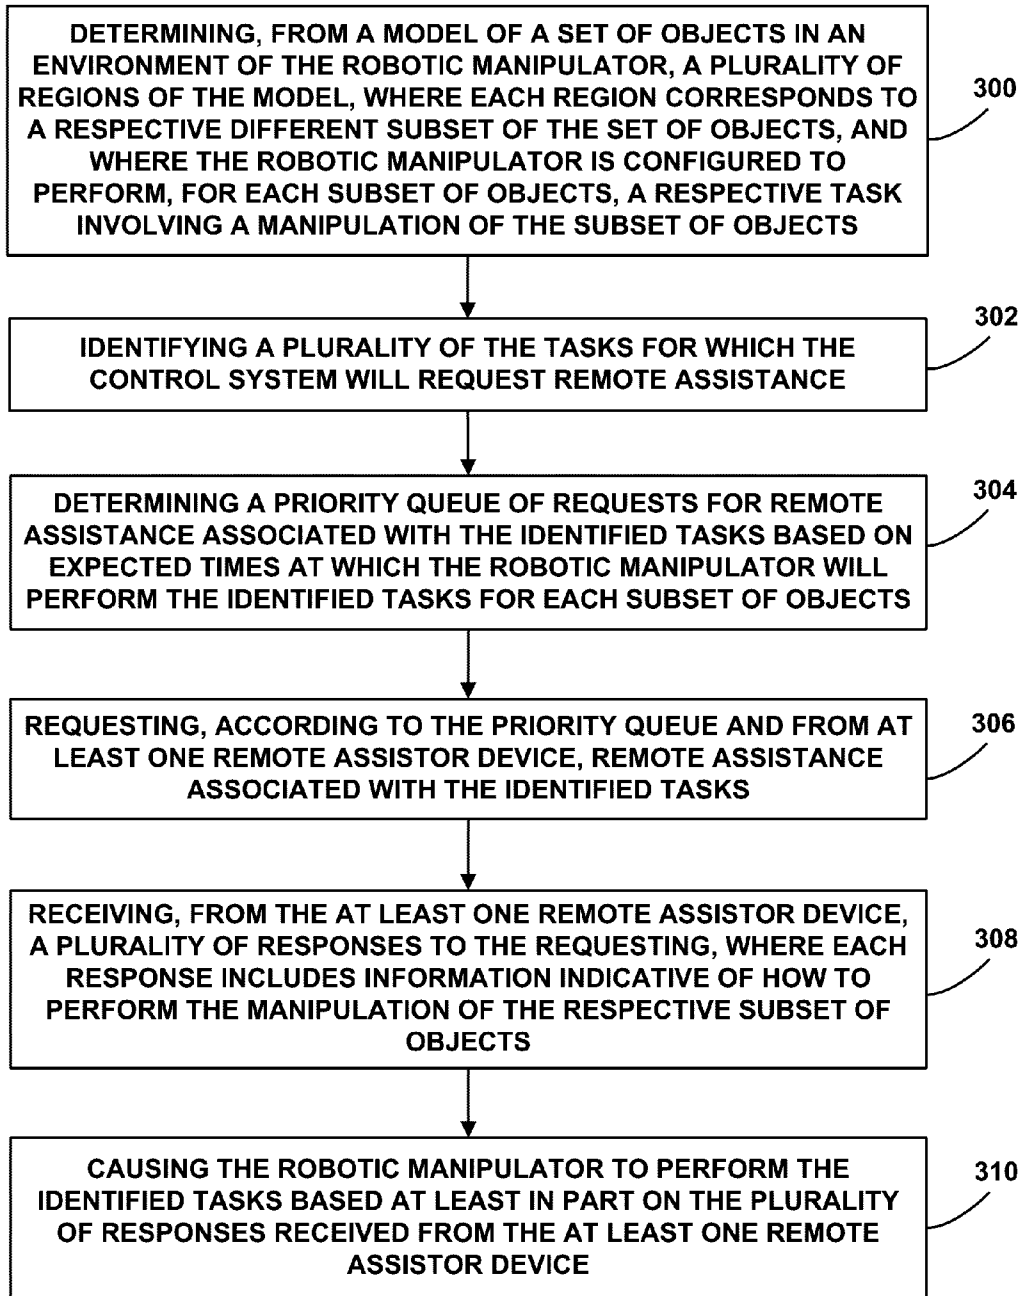 DETERMINING, FROM A MODEL OF A SET OF OBJECTS IN AN
ENVIRONMENT OF THE ROBOTIC MANIPULATOR, A PLURALITY OF
REGIONS OF THE MODEL, WHERE EACH REGION CORRESPONDS TO
A RESPECTIVE DIFFERENT SUBSET OF THE SET OF OBJECTS, AND
WHERE THE ROBOTIC MANIPULATOR IS CONFIGURED TO
PERFORM, FOR EACH SUBSET OF OBJECTS, A RESPECTIVE TASK
INVOLVING A MANIPULATION OF THE SUBSET OF OBJECTS
300
IDENTIFYING A PLURALITY OF THE TASKS FOR WHICH THE
CONTROL SYSTEM WILL REQUEST REMOTE ASSISTANCE
302
DETERMINING A PRIORITY QUEUE OF REQUESTS FOR REMOTE
ASSISTANCE ASSOCIATED WITH THE IDENTIFIED TASKS BASED ON
EXPECTED TIMES AT WHICH THE ROBOTIC MANIPULATOR WILL
PERFORM THE IDENTIFIED TASKS FOR EACH SUBSET OF OBJECTS
304
REQUESTING, ACCORDING TO THE PRIORITY QUEUE AND FROM AT
LEAST ONE REMOTE ASSISTOR DEVICE, REMOTE ASSISTANCE
ASSOCIATED WITH THE IDENTIFIED TASKS
306
RECEIVING, FROM THE AT LEAST ONE REMOTE ASSISTOR DEVICE,
A PLURALITY OF RESPONSES TO THE REQUESTING, WHERE EACH
RESPONSE INCLUDES INFORMATION INDICATIVE OF HOW TO
PERFORM THE MANIPULATION OF THE RESPECTIVE SUBSET OF
OBJECTS
308
CAUSING THE ROBOTIC MANIPULATOR TO PERFORM THE
IDENTIFIED TASKS BASED AT LEAST IN PART ON THE PLURALITY
OF RESPONSES RECEIVED FROM THE AT LEAST ONE REMOTE
ASSISTOR DEVICE
310